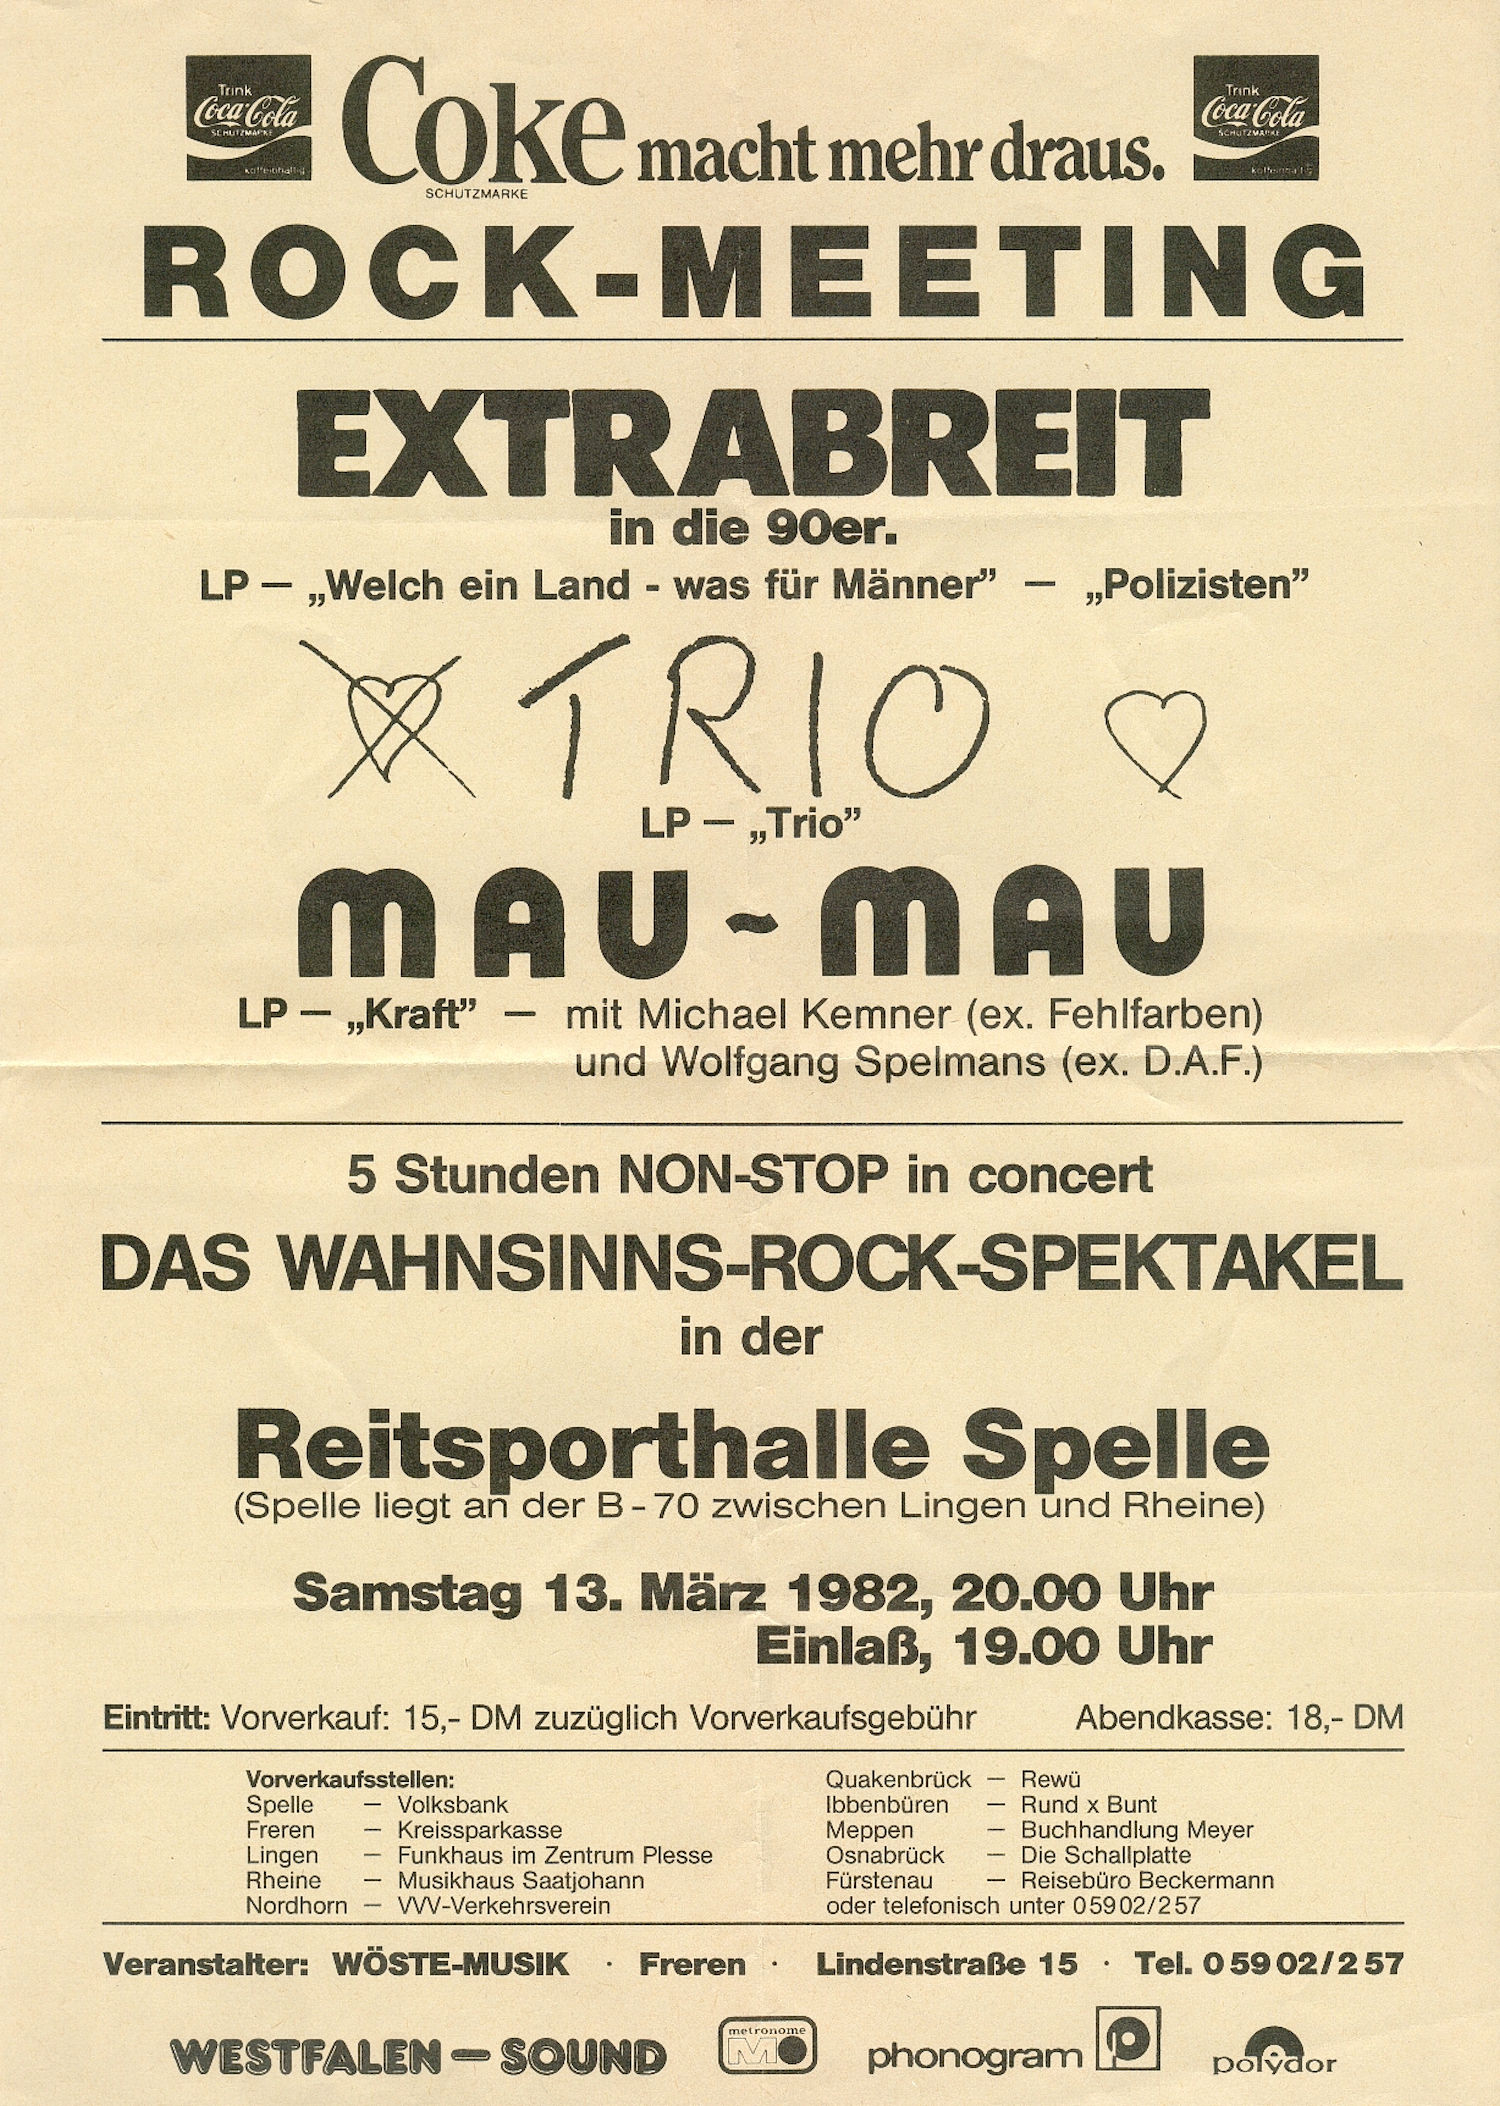 Trink
Coca-Cola
SCHUTZMARKE
koffeinhaltig
Coke macht mehr draus.
SCHUTZMARKE
Trink
Coca-Cola
SCHUTZMARKE
koffeinhaltig
ROCK-MEETING
EXTRABREIT
in die 90er.
LP — „Welch ein Land - was für Männer” — „Polizisten”
TRIO
LP — „Trio”
MAU ~ MAU
LP — „Kraft” — mit Michael Kemner (ex. Fehlfarben)
und Wolfgang Spelmans (ex. D.A.F.)
5 Stunden NON-STOP in concert
DAS WAHNSINNS-ROCK-SPEKTAKEL
in der
Reitsporthalle Spelle
(Spelle liegt an der B-70 zwischen Lingen und Rheine)
Samstag 13. März 1982, 20.00 Uhr
Einlaß, 19.00 Uhr
Eintritt: Vorverkauf: 15,- DM zuzüglich Vorverkaufsgebühr Abendkasse: 18,- DM
Vorverkaufsstellen:
Spelle — Volksbank
Freren — Kreissparkasse
Lingen — Funkhaus im Zentrum Plesse
Rheine — Musikhaus Saatjohann
Nordhorn — VVV-Verkehrsverein
Quakenbrück — Rewü
Ibbenbüren — Rund x Bunt
Meppen — Buchhandlung Meyer
Osnabrück — Die Schallplatte
Fürstenau — Reisebüro Beckermann
oder telefonisch unter 05902/257
Veranstalter: WÖSTE-MUSIK · Freren · Lindenstraße 15 · Tel. 05902/257
WESTFALEN — SOUND
metronome
MO
phonogram
p
polydor